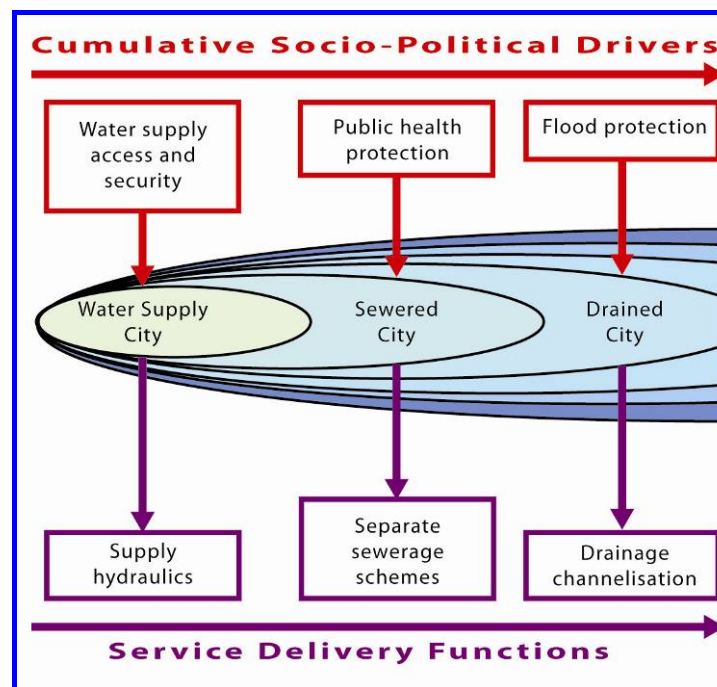 Cumulative Socio-Political Drivers
Water supply
access and
security
Public health
protection
Flood protection
Water Supply
City
Sewered
City
Drained
City
Supply
hydraulics
Separate
sewerage
schemes
Drainage
channelisation
Service Delivery Functions